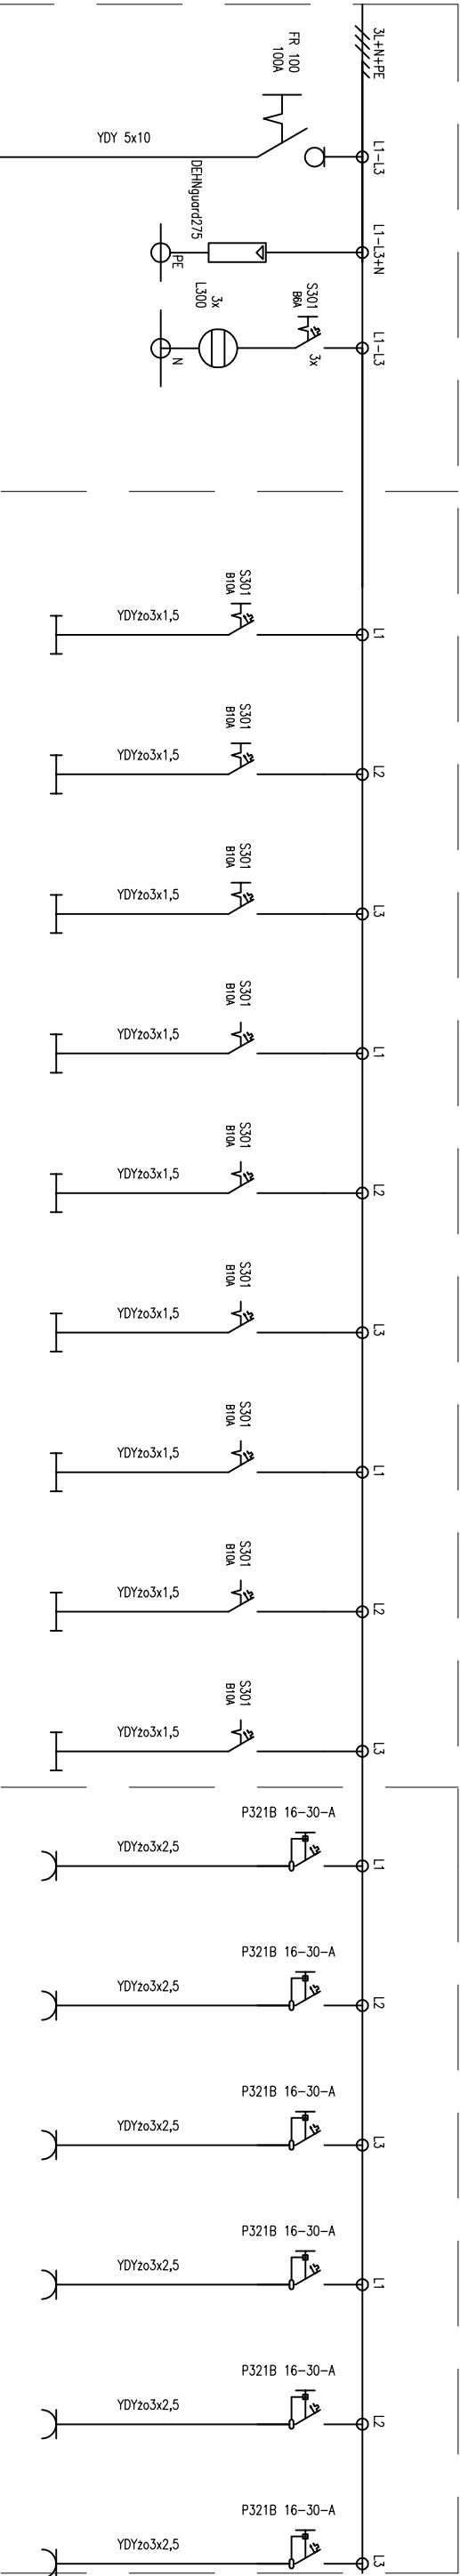 3L+N+PE
L1-L3
FR 100
100A
YDY 5x10
L1-L3+N
DEHNguard275
PE
L1-L3
S301
B6A
3x
3x
L300
N
L1
S301
B10A
YDYżo3x1,5
L2
S301
B10A
YDYżo3x1,5
L3
S301
B10A
YDYżo3x1,5
L1
S301
B10A
YDYżo3x1,5
L2
S301
B10A
YDYżo3x1,5
L3
S301
B10A
YDYżo3x1,5
L1
S301
B10A
YDYżo3x1,5
L2
S301
B10A
YDYżo3x1,5
L3
S301
B10A
YDYżo3x1,5
P321B 16-30-A
L1
YDYżo3x2,5
P321B 16-30-A
L2
YDYżo3x2,5
P321B 16-30-A
L3
YDYżo3x2,5
P321B 16-30-A
L1
YDYżo3x2,5
P321B 16-30-A
L2
YDYżo3x2,5
P321B 16-30-A
L3
YDYżo3x2,5